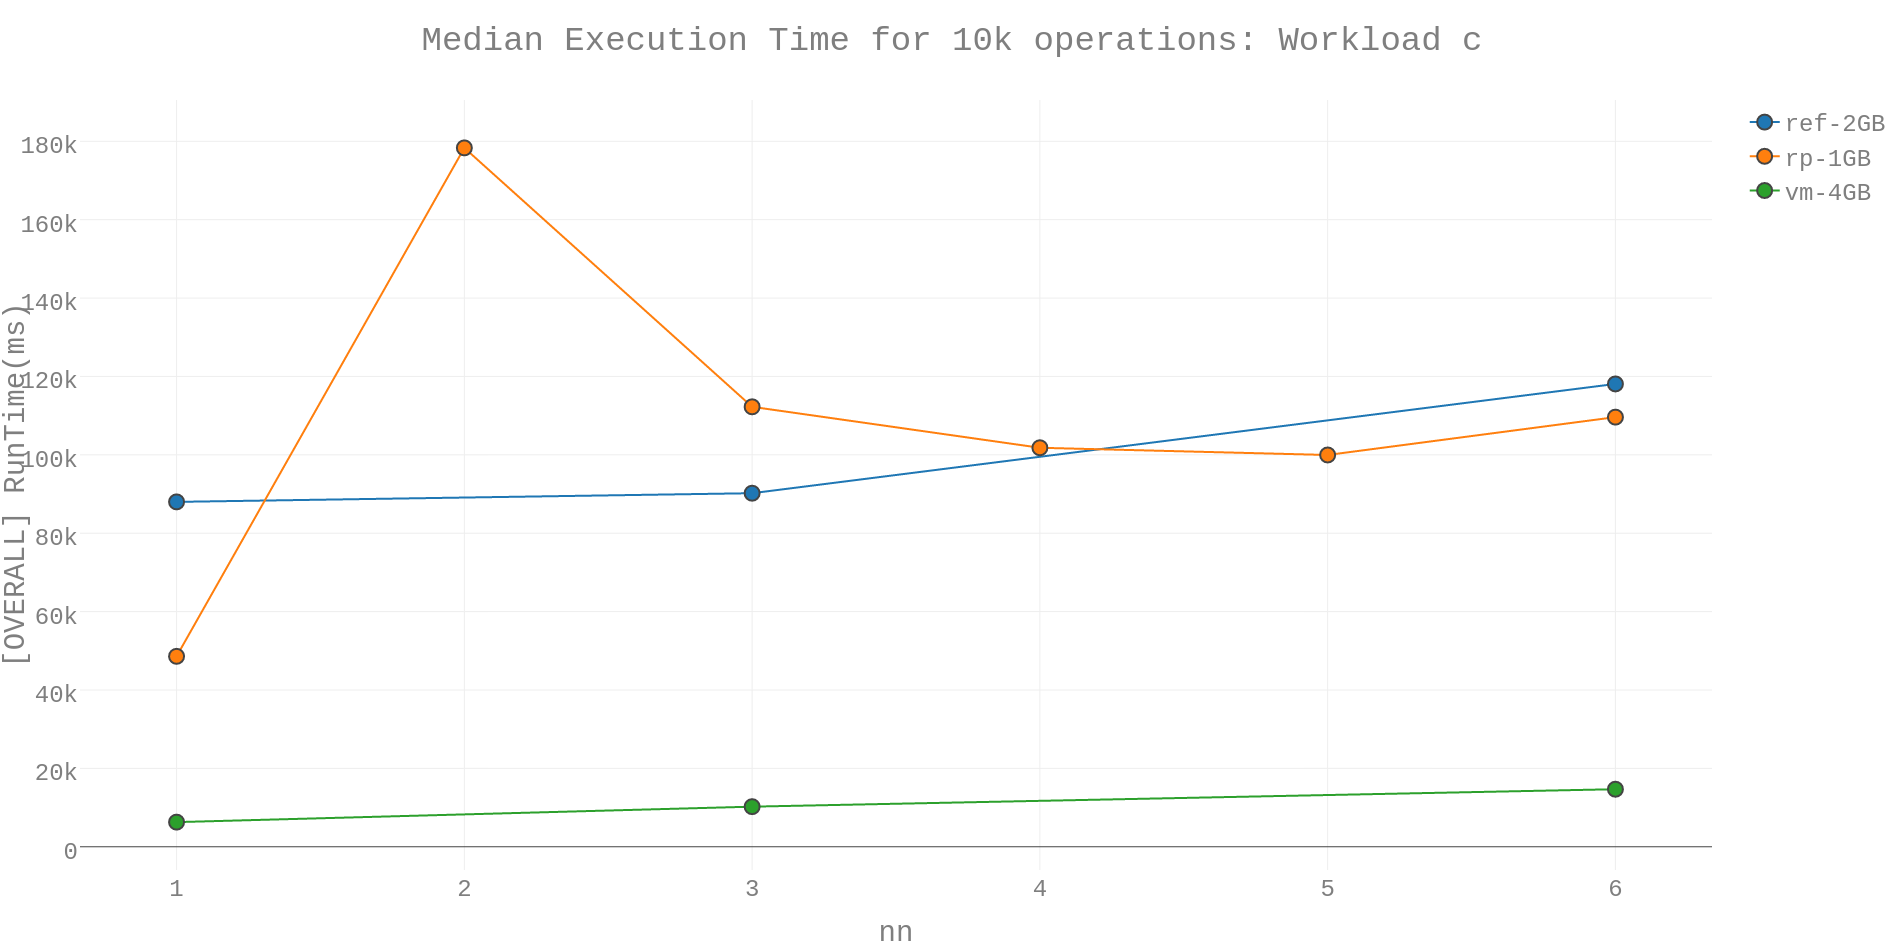 Median Execution Time for 10k operations: Workload c
ref-2GB
rp-1GB
vm-4GB
[OVERALL] RunTime(ms)
180k
160k
140k
120k
100k
80k
60k
40k
20k
0
1 2 3 4 5 6
nn